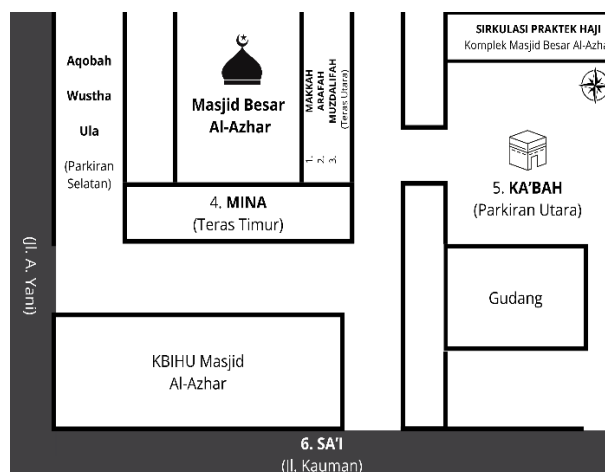 SIRKULASI PRAKTEK HAJI
Komplek Masjid Besar Al-Azha
Aqobah
Wustha
Ula
(Parkiran
Selatan)
Masjid Besar
Al-Azhar
1. MAKKAH
2. ARAFAH
3. MUZDALIFAH
(Teras Utara)
4. MINA
(Teras Timur)
5. KA'BAH
(Parkiran Utara)
Gudang
(Jl. A. Yani)
KBIHU Masjid
Al-Azhar
6. SA'I
(Jl. Kauman)